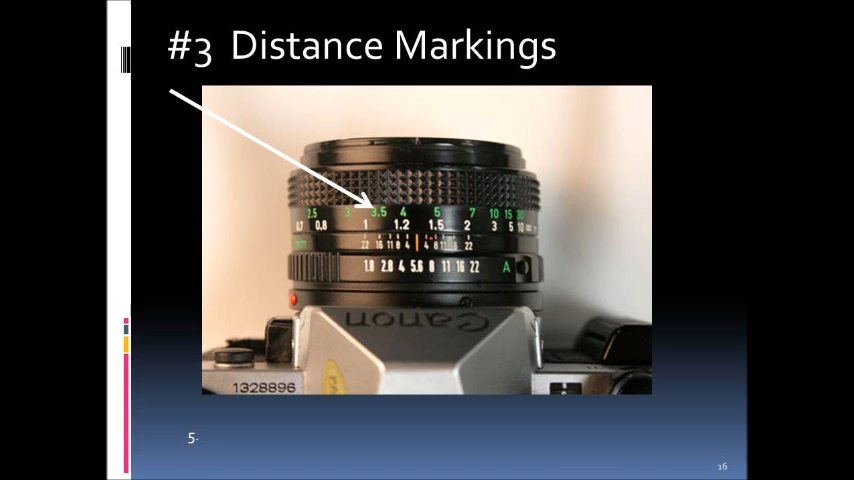 #3 Distance Markings
2.5 3 3.5 4 5 7 10 15 30
0.7 0.8 1 1.2 1.5 2 3 5 10 ∞
22 16 11 8 4 4 8 11 16 22
1.8 2.8 4 5.6 8 11 16 22 A
Canon
1328896
5-
16